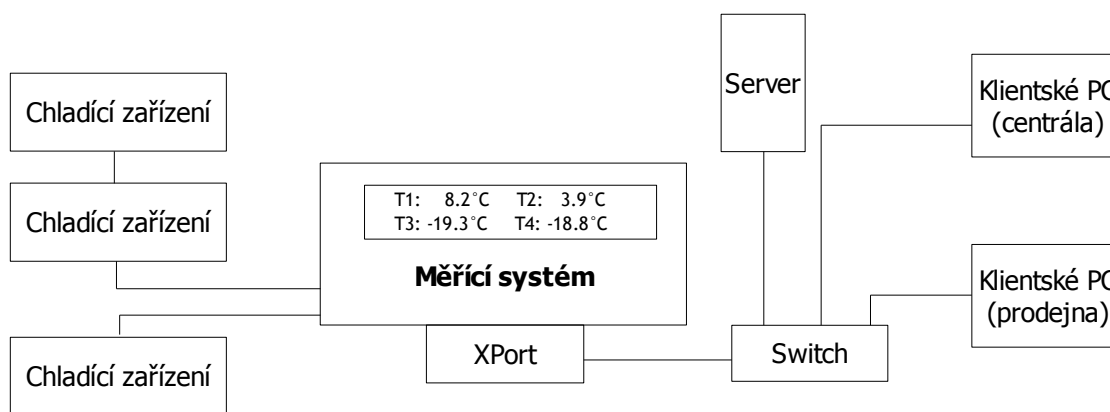 Chladící zařízení
Chladící zařízení
Chladící zařízení
T1: 8.2°C T2: 3.9°C
T3: -19.3°C T4: -18.8°C
Měřící systém
XPort
Server
Switch
Klientské PC
(centrála)
Klientské PC
(prodejna)